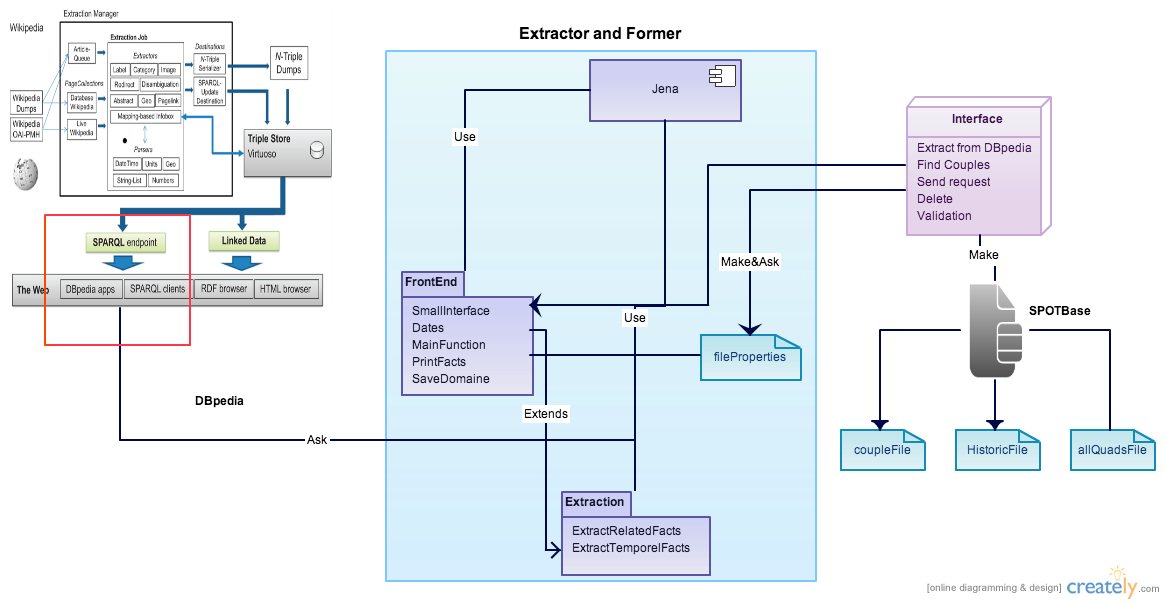 Extraction Manager
Wikipedia
Extraction Job
Article-
Queue
Extractors
Destinations
Label
Category
Image
N-Triple
Serializer
N-Triple
Dumps
Redirect
Disambiguation
PageCollections
Wikipedia
Dumps
Database
Wikipedia
Abstract
Geo
Pagelink
SPARQL-
Update
Destination
Mapping-based Infobox
Wikipedia
OAI-PMH
Live
Wikipedia
Parsers
DateTime
Units
Geo
String-List
Numbers
Triple Store
Virtuoso
SPARQL endpoint
Linked Data
The Web
DBpedia apps
SPARQL clients
RDF browser
HTML browser
DBpedia
Ask
Extractor and Former
Jena
Use
FrontEnd
SmallInterface
Dates
MainFunction
PrintFacts
SaveDomaine
Use
Make&Ask
fileProperties
Extends
Extraction
ExtractRelatedFacts
ExtractTemporelFacts
Interface
Extract from DBpedia
Find Couples
Send request
Delete
Validation
Make
SPOTBase
coupleFile
HistoricFile
allQuadsFile
[online diagramming & design] creately.com